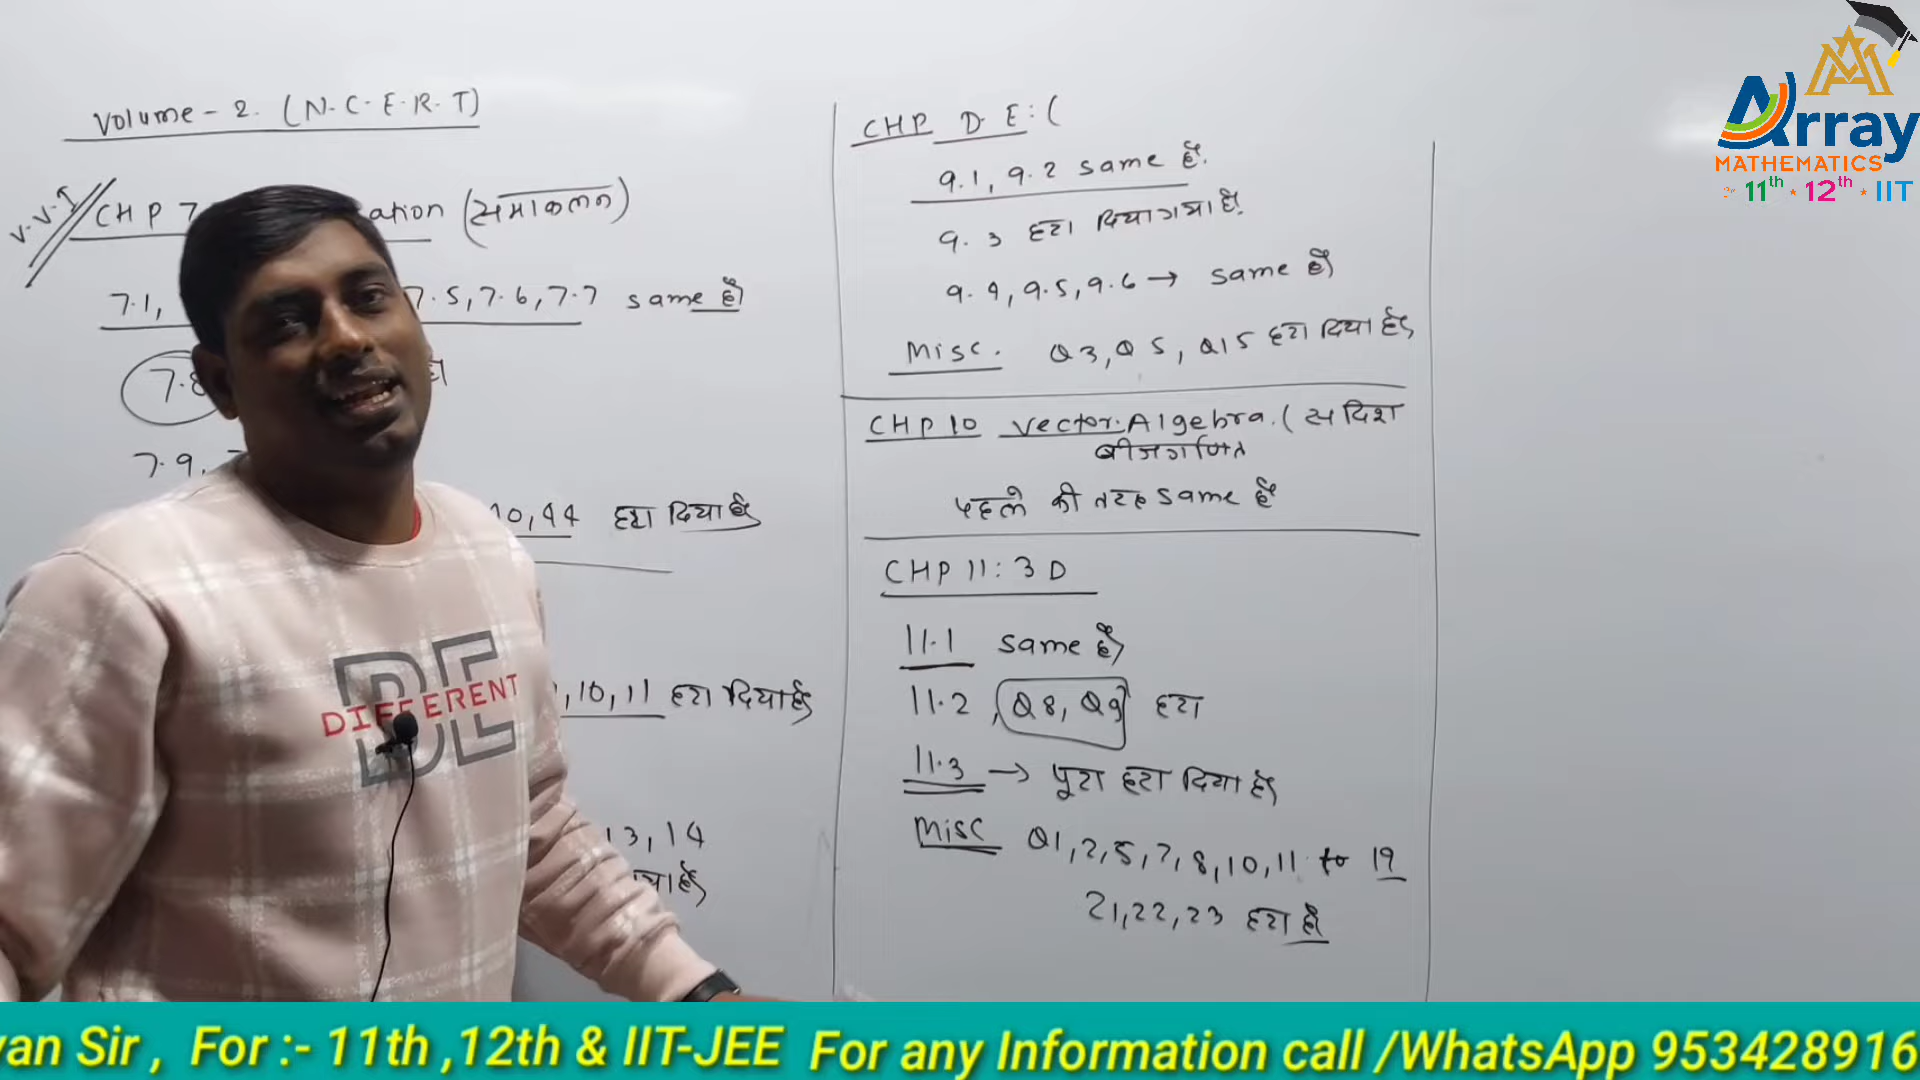 Volume - 2. (N.C.E.R.T)
V.V.I
CHP 7 ation (समाकलन)
7.1, 7.5, 7.6, 7.7 same है
7.8 है
7.9,
10, 44 हटा दिया है
, 10, 11 हटा दिया है
13, 14
CHP D.E: (
9.1, 9.2 same है.
9.3 हटा दिया गया है.
9.4, 9.5, 9.6 → same है
Misc. Q3, Q5, Q15 हटा दिया है
CHP 10 Vector Algebra. (सदिश
बीजगणित
पहले की तरह same है
CHP 11: 3D
11.1 same है
11.2, Q8, Q9 हटा
11.3 → पूरा हटा दिया है
Misc Q1, 2, 5, 7, 8, 10, 11 to 19
21, 22, 23 हटा है
Array
MATHEMATICS
11th * 12th * IIT
DIFFERENT
van Sir , For :- 11th ,12th & IIT-JEE For any Information call /WhatsApp 953428916